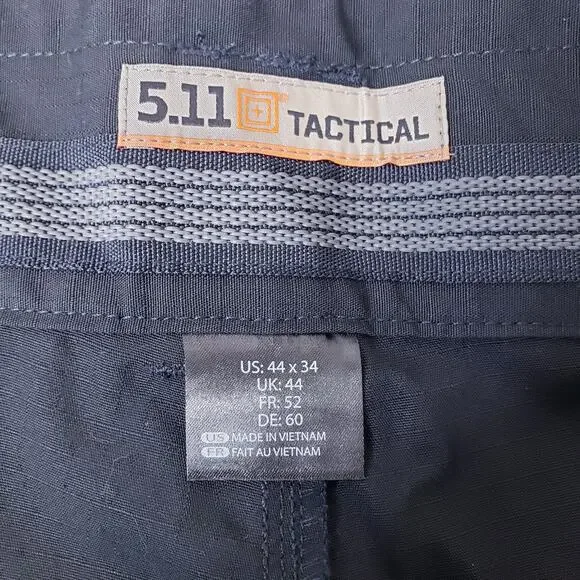 5.11 TACTICAL
US: 44 x 34
UK: 44
FR: 52
DE: 60
US MADE IN VIETNAM
FR FAIT AU VIETNAM